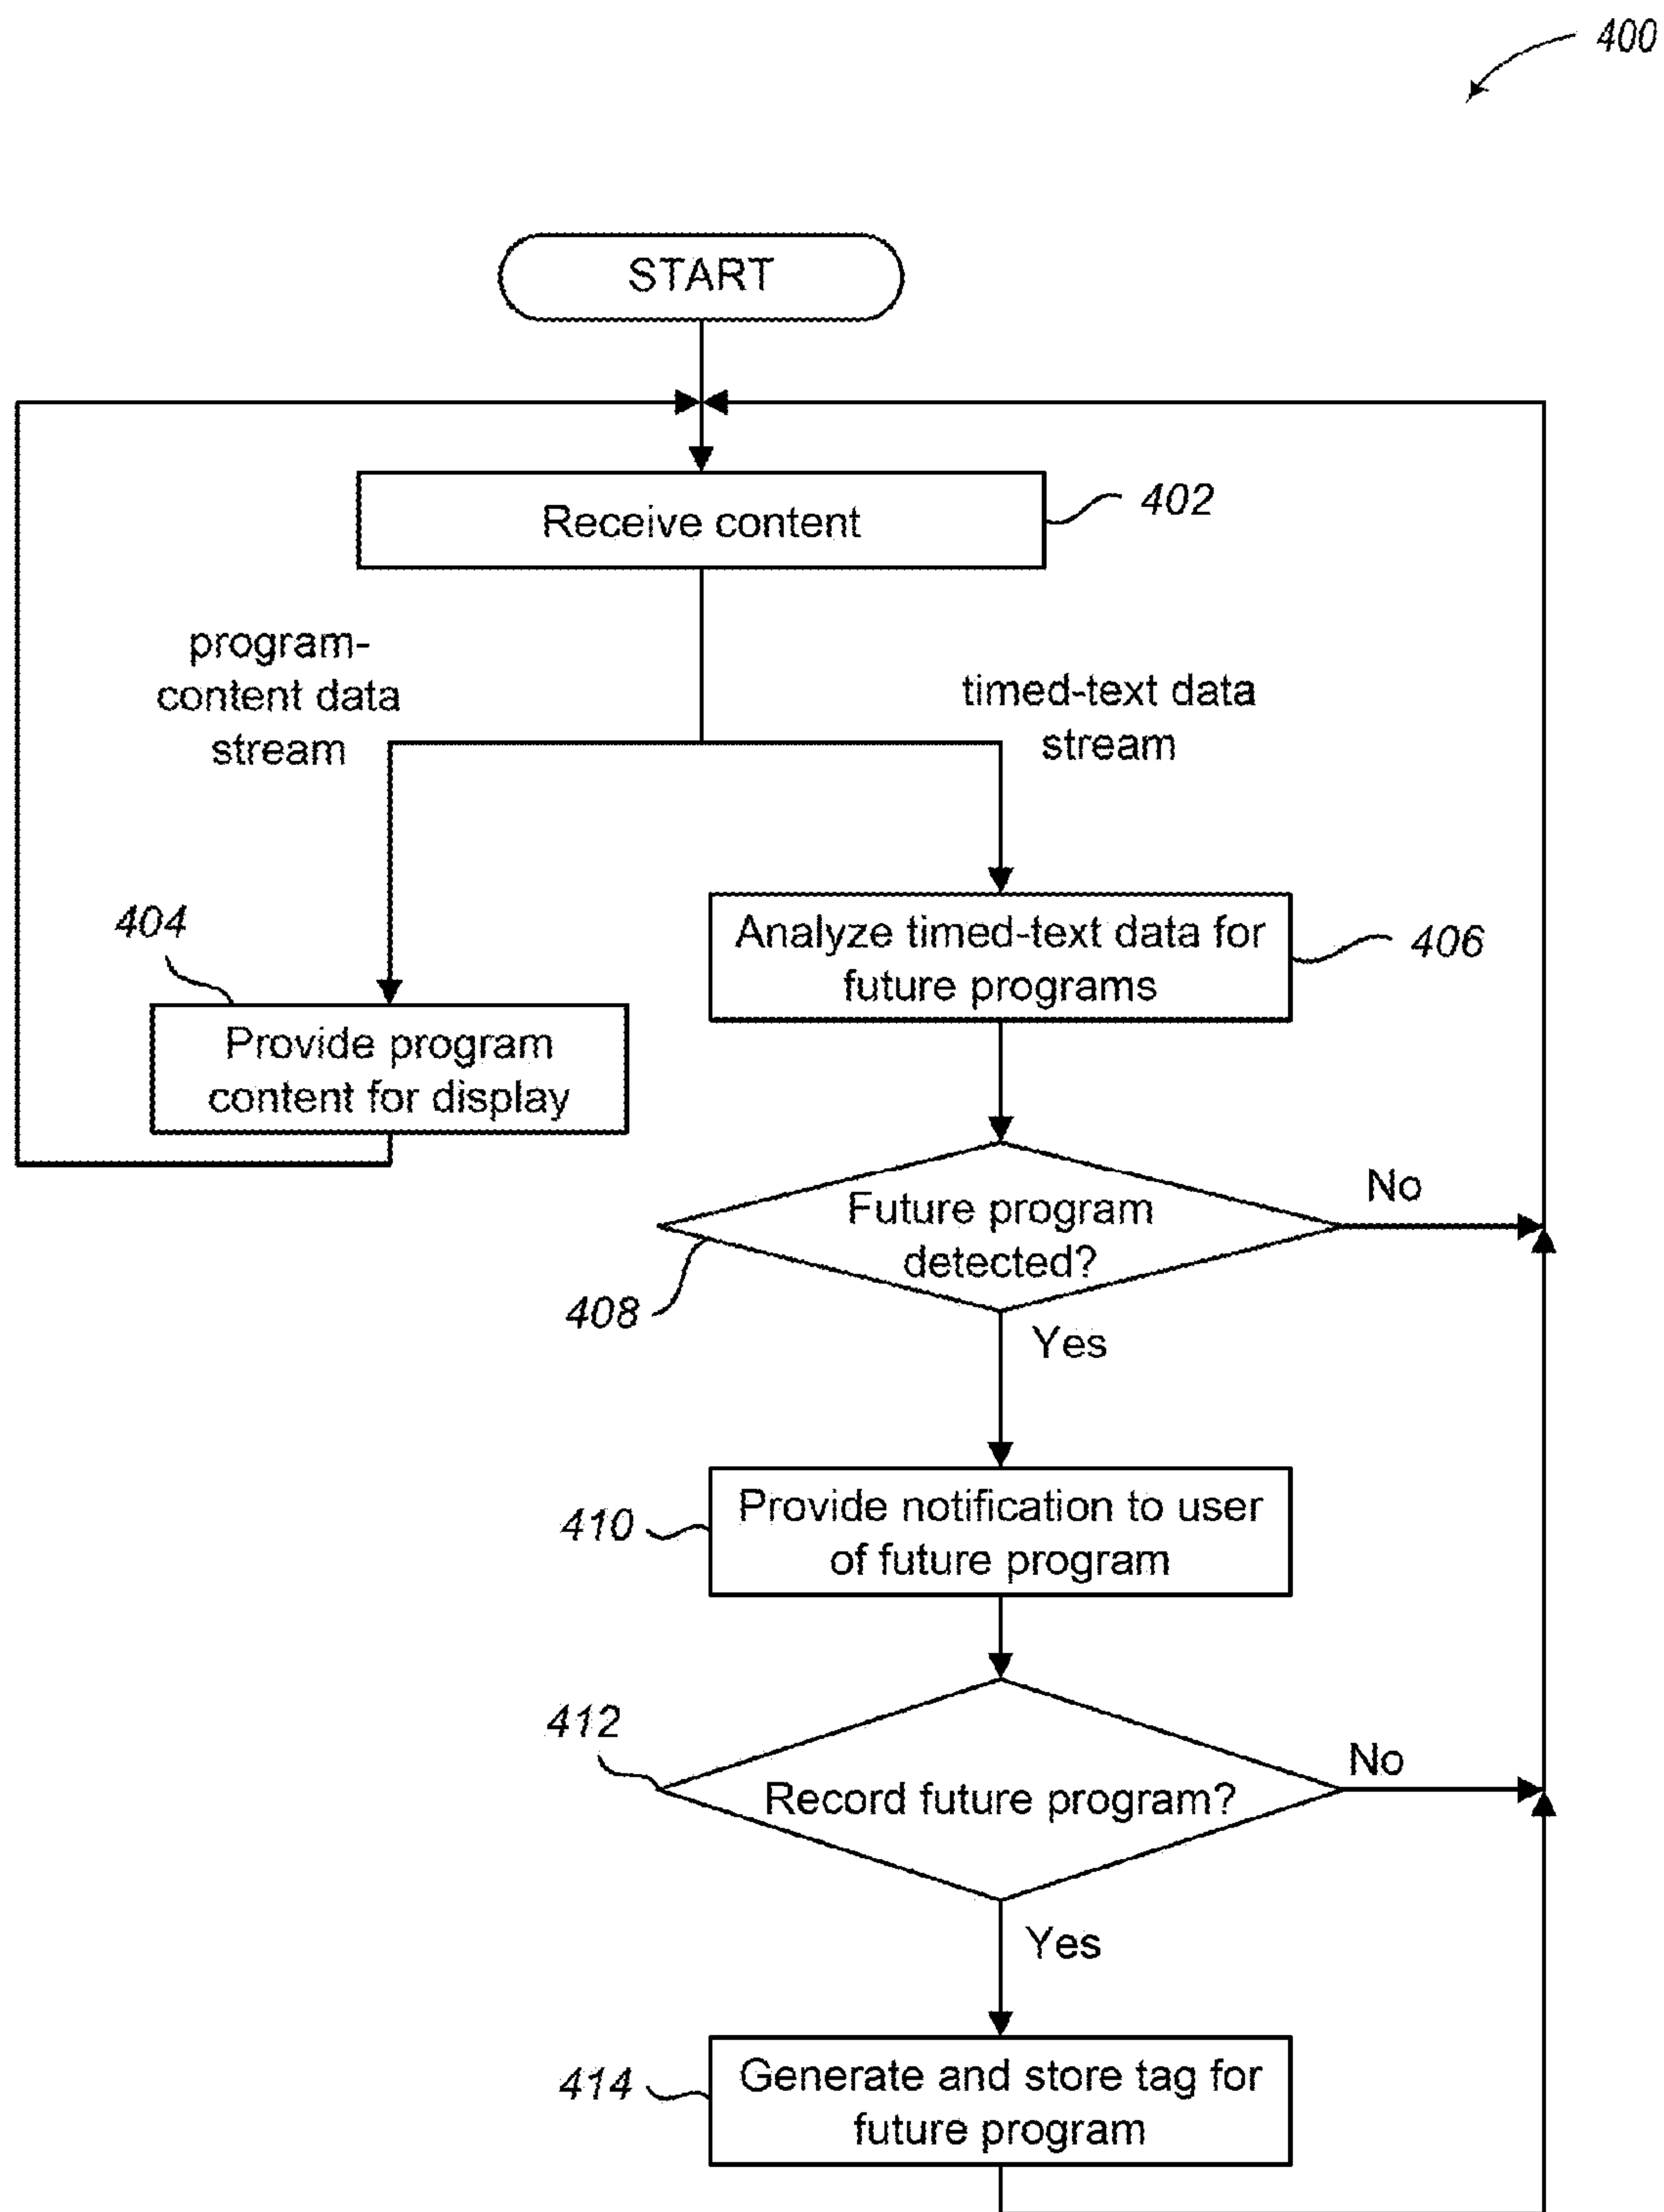 400
START
Receive content
402
program-
content data
stream
timed-text data
stream
404
Provide program
content for display
Analyze timed-text data for
future programs
406
Future program
detected?
408
No
Yes
410
Provide notification to user
of future program
412
Record future program?
No
Yes
414
Generate and store tag for
future program